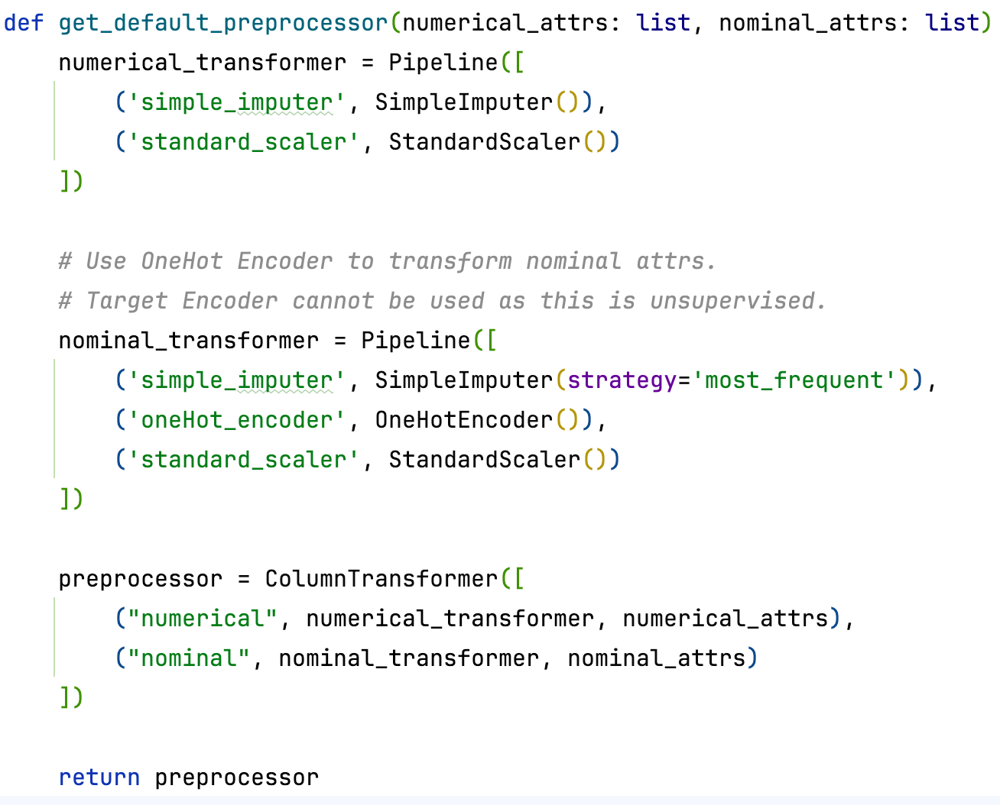 def get_default_preprocessor(numerical_attrs: list, nominal_attrs: list)
    numerical_transformer = Pipeline([
        ('simple_imputer', SimpleImputer()),
        ('standard_scaler', StandardScaler())
    ])

    # Use OneHot Encoder to transform nominal attrs.
    # Target Encoder cannot be used as this is unsupervised.
    nominal_transformer = Pipeline([
        ('simple_imputer', SimpleImputer(strategy='most_frequent')),
        ('oneHot_encoder', OneHotEncoder()),
        ('standard_scaler', StandardScaler())
    ])

    preprocessor = ColumnTransformer([
        ("numerical", numerical_transformer, numerical_attrs),
        ("nominal", nominal_transformer, nominal_attrs)
    ])

    return preprocessor